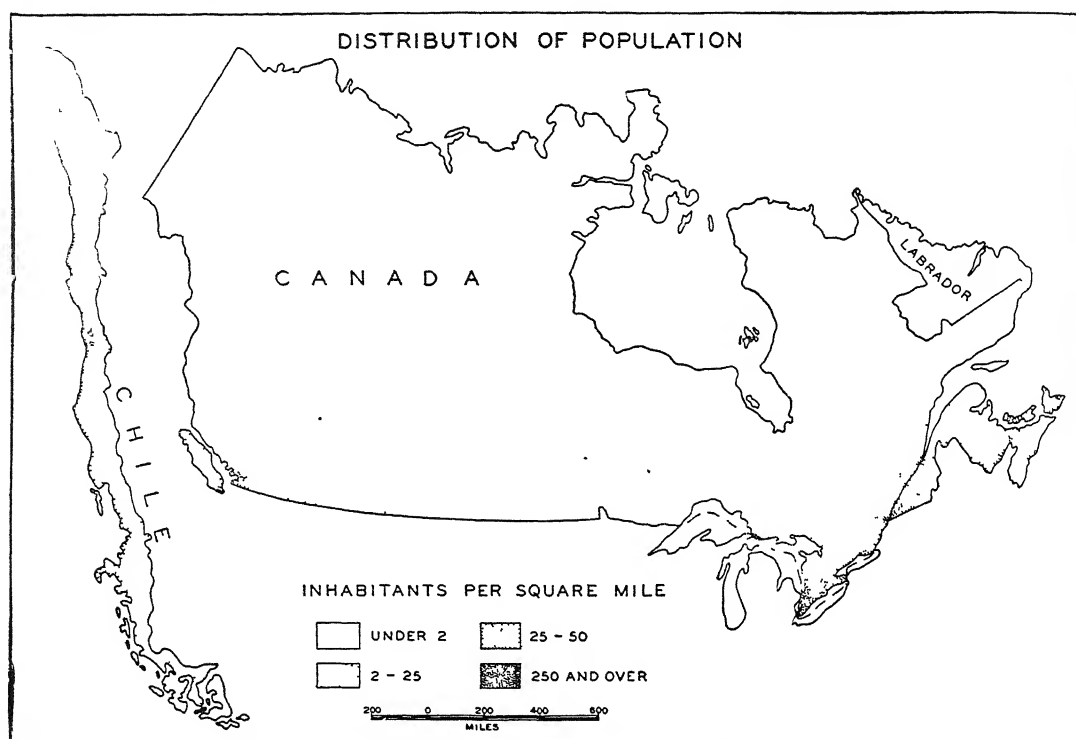 DISTRIBUTION OF POPULATION
CANADA
LABRADOR
CHILE
INHABITANTS PER SQUARE MILE
UNDER 2
25 - 50
2 - 25
250 AND OVER
200 0 200 400 600
MILES